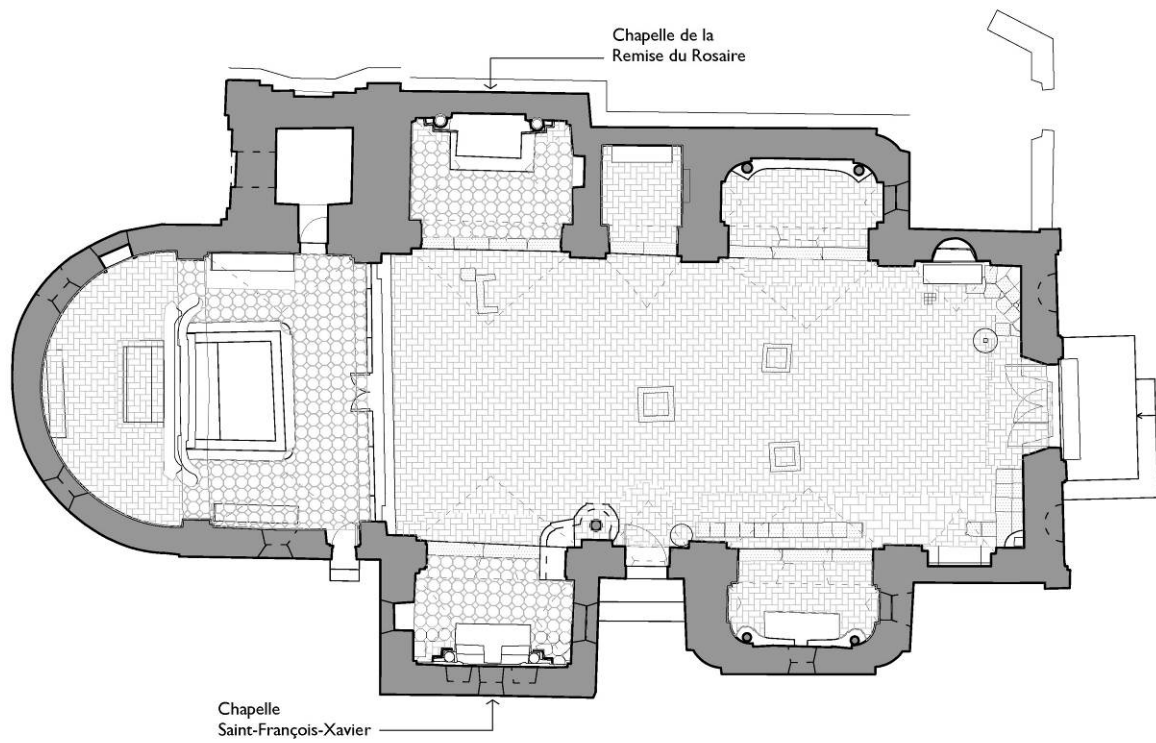 Chapelle de la
Remise du Rosaire
Chapelle
Saint-François-Xavier